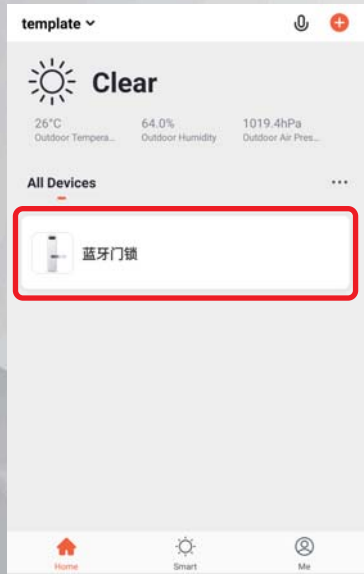 template
Clear
26°C 64.0% 1019.4hPa
Outdoor Tempera... Outdoor Humidity Outdoor Air Pres...
All Devices
蓝牙门锁
Home Smart Me